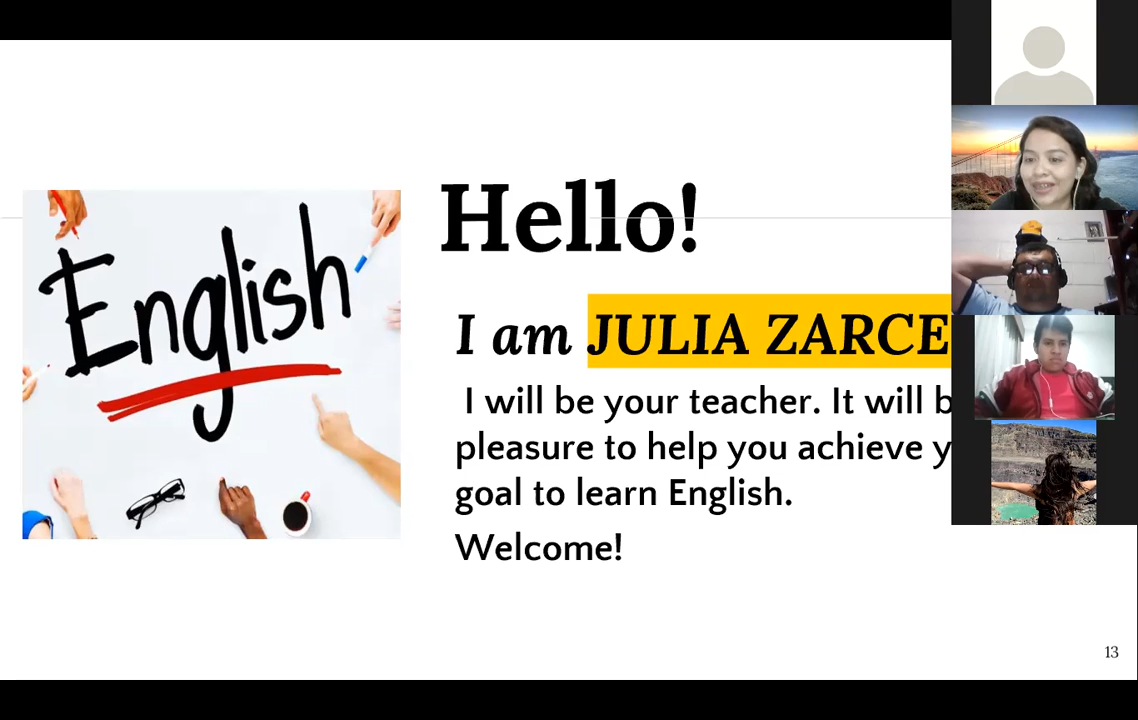 English
Hello!
I am JULIA
I will be your teacher. It will
pleasure to help you achieve
goal to learn English.
Welcome!
13